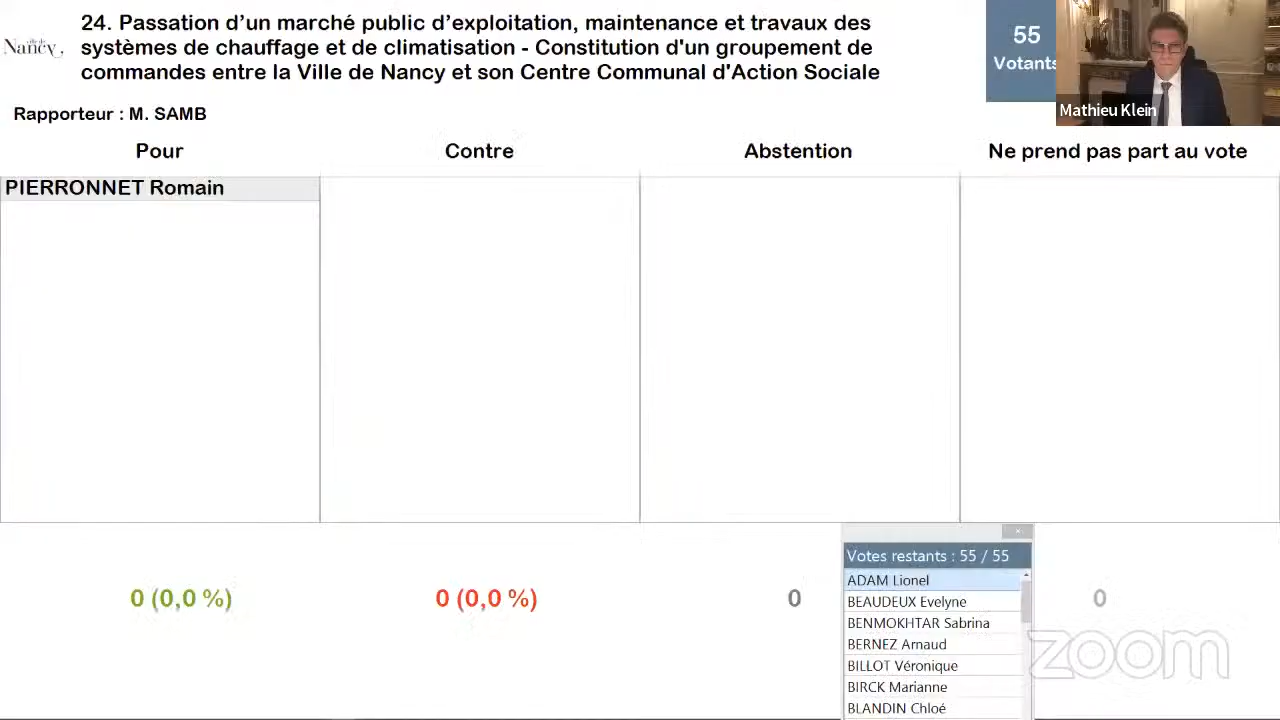 ville de
Nancy,
24. Passation d’un marché public d’exploitation, maintenance et travaux des
systèmes de chauffage et de climatisation - Constitution d'un groupement de
commandes entre la Ville de Nancy et son Centre Communal d'Action Sociale
55
Votants
Mathieu Klein
Rapporteur : M. SAMB
Pour
Contre
Abstention
Ne prend pas part au vote
PIERRONNET Romain
0 (0,0 %)
0 (0,0 %)
0
0
Votes restants : 55 / 55
ADAM Lionel
BEAUDEUX Evelyne
BENMOKHTAR Sabrina
BERNEZ Arnaud
BILLOT Véronique
BIRCK Marianne
BLANDIN Chloé
zoom